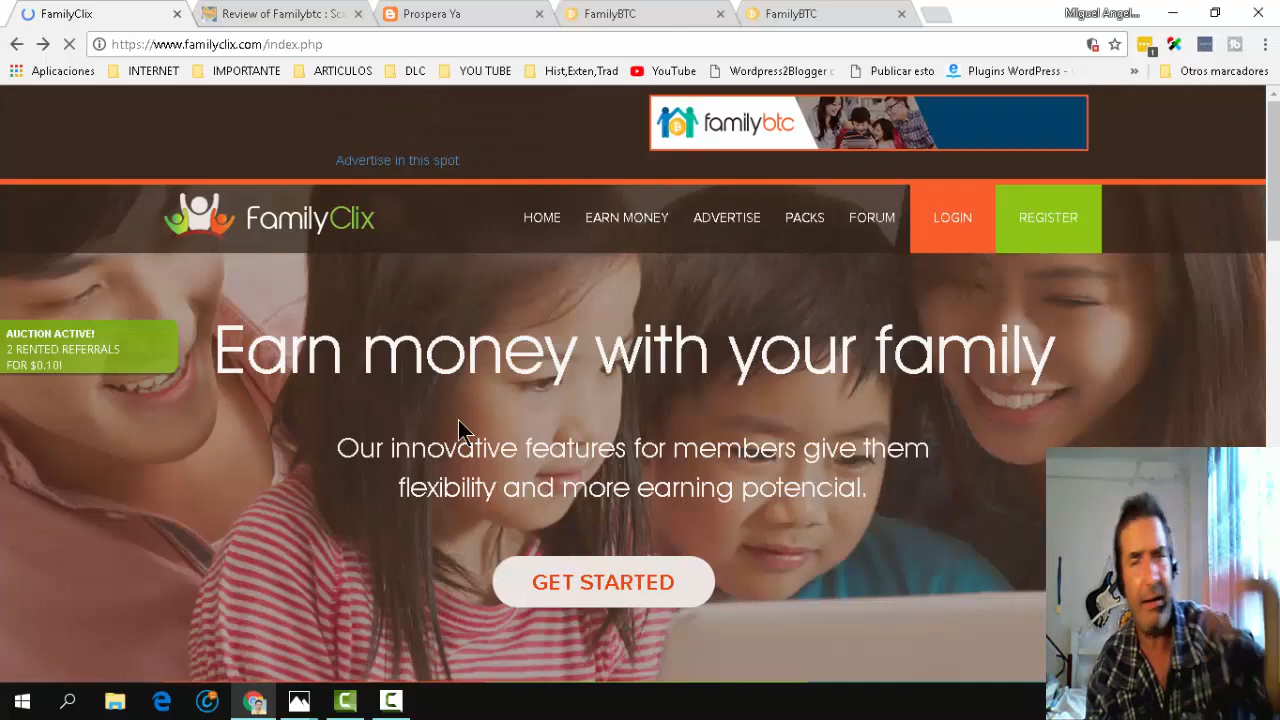 FamilyClix
Review of Familybtc : Sca
Prospera Ya
FamilyBTC
FamilyBTC
Miguel Angel...
https://www.familyclix.com/index.php
1
Aplicaciones
INTERNET
IMPORTANTE
ARTICULOS
DLC
YOU TUBE
Hist,Exten,Trad
YouTube
Wordpress2Blogger c
Publicar esto
Plugins WordPress -
»
Otros marcadores
familybtc
Advertise in this spot
FamilyClix
HOME
EARN MONEY
ADVERTISE
PACKS
FORUM
LOGIN
REGISTER
AUCTION ACTIVE!
2 RENTED REFERRALS
FOR $0.10!
Earn money with your family
Our innovative features for members give them
flexibility and more earning potencial.
GET STARTED